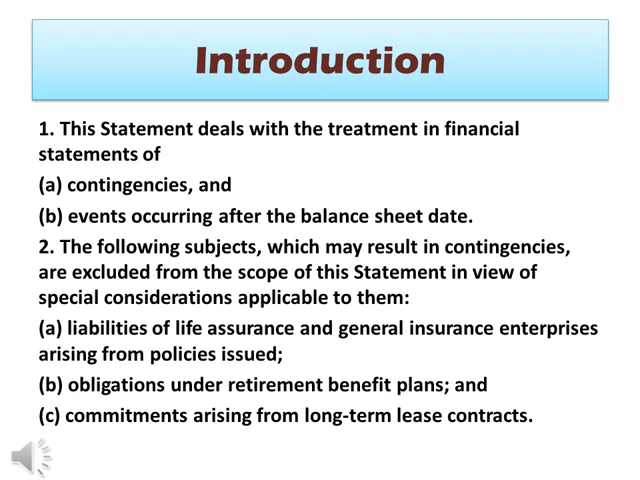 Introduction
1. This Statement deals with the treatment in financial
statements of
(a) contingencies, and
(b) events occurring after the balance sheet date.
2. The following subjects, which may result in contingencies,
are excluded from the scope of this Statement in view of
special considerations applicable to them:
(a) liabilities of life assurance and general insurance enterprises
arising from policies issued;
(b) obligations under retirement benefit plans; and
(c) commitments arising from long-term lease contracts.